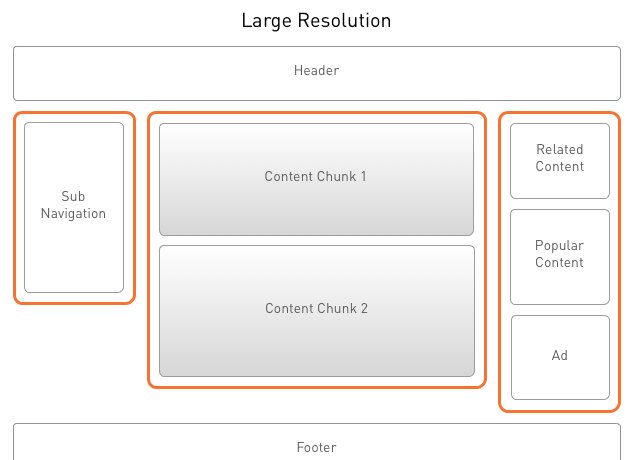 Large Resolution
Header
Sub
Navigation
Content Chunk 1
Content Chunk 2
Related
Content
Popular
Content
Ad
Footer